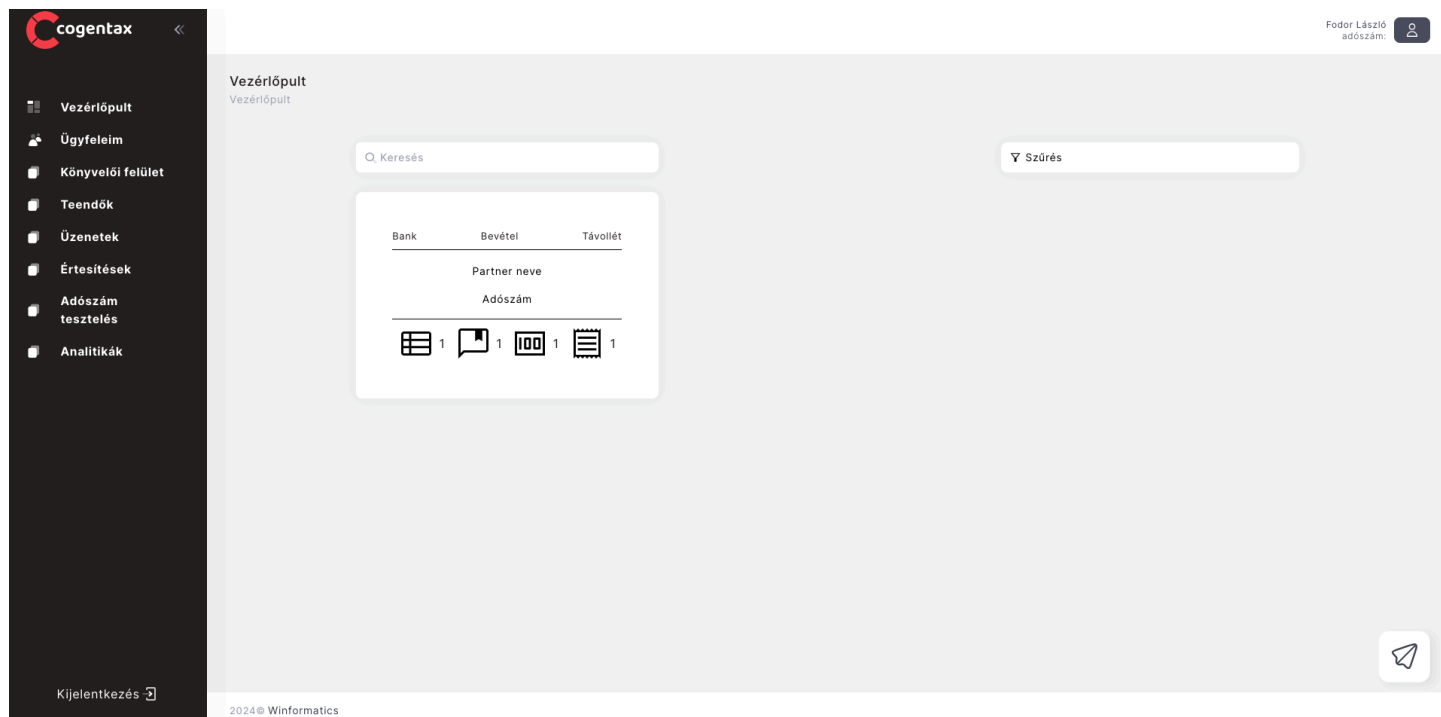 cogentax
Fodor László
adószám:
Vezérlőpult
Ügyfeleim
Könyvelői felület
Teendők
Üzenetek
Értesítések
Adószám
tesztelés
Analitikák
Kijelentkezés
Vezérlőpult
Vezérlőpult
Keresés
Szűrés
Bank Bevétel Távollét
Partner neve
Adószám
1 1 100 1 1
2024© Winformatics